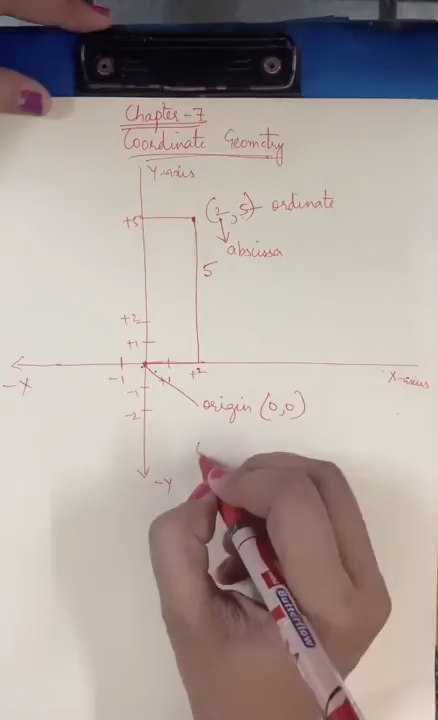 Chapter-7
Coordinate Geometry
Y-axis
+5
(2,5) ordinate
abscissa
5
+2
+1
-X
-1
+1
+2
X-axis
-1
-2
origin (0,0)
-Y
(
Butterflow